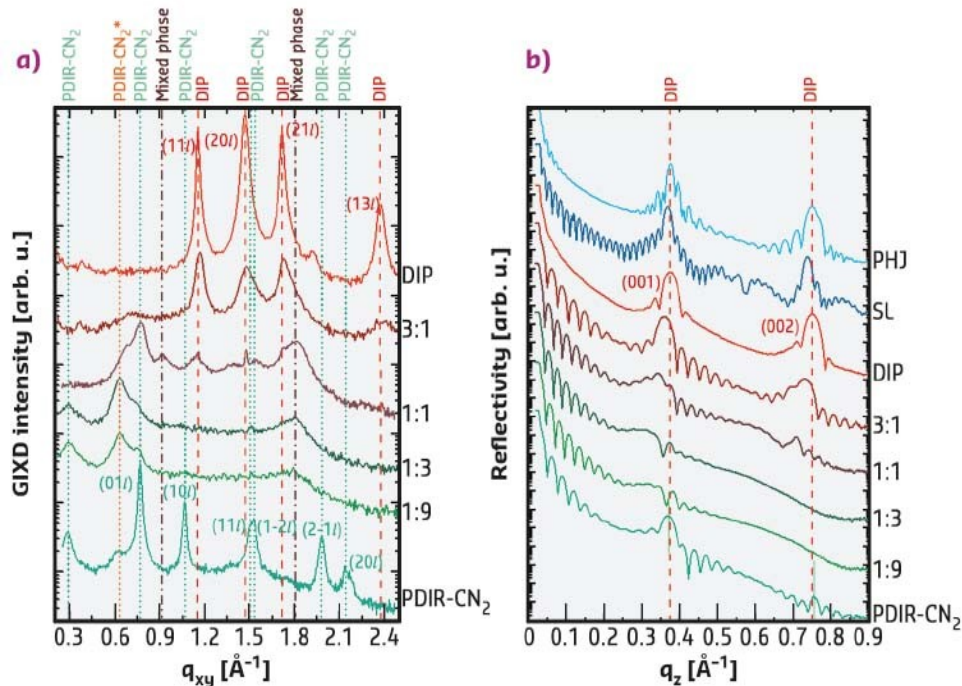 a)
PDIR-CN₂
PDIR-CN₂*
PDIR-CN₂
Mixed phase
PDIR-CN₂
DIP
DIP
PDIR-CN₂
DIP
Mixed phase
PDIR-CN₂
PDIR-CN₂
DIP
GIXD intensity [arb. u.]
(11l)
(20l)
(21l)
(13l)
DIP
3:1
1:1
1:3
1:9
(01l)
(10l)
(11l)
(1-2l)
(2-1l)
(20l)
PDIR-CN₂
0.3 0.6 0.9 1.2 1.5 1.8 2.1 2.4
qxy [Å⁻¹]
b)
DIP
DIP
Reflectivity [arb. u.]
PHJ
SL
(001)
(002)
DIP
3:1
1:1
1:3
1:9
PDIR-CN₂
0 0.1 0.2 0.3 0.4 0.5 0.6 0.7 0.8 0.9
qz [Å⁻¹]